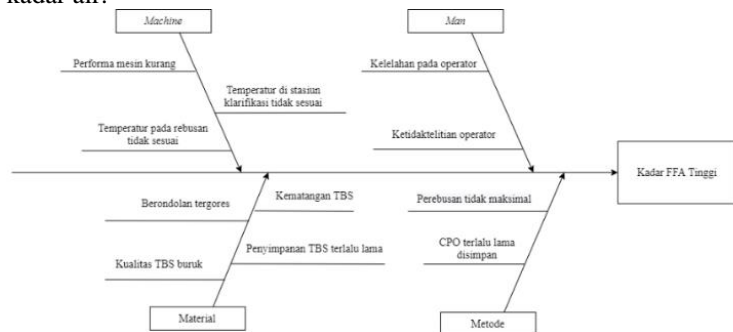 kadar air.
Machine
Man
Performa mesin kurang
Kelelahan pada operator
Temperatur di stasiun
klarifikasi tidak sesuai
Temperatur pada rebusan
tidak sesuai
Ketidaktelitian operator
Kadar FFA Tinggi
Berondolan tergores
Kematangan TBS
Perebusan tidak maksimal
Kualitas TBS buruk
Penyimpanan TBS terlalu lama
CPO terlalu lama
disimpan
Material
Metode